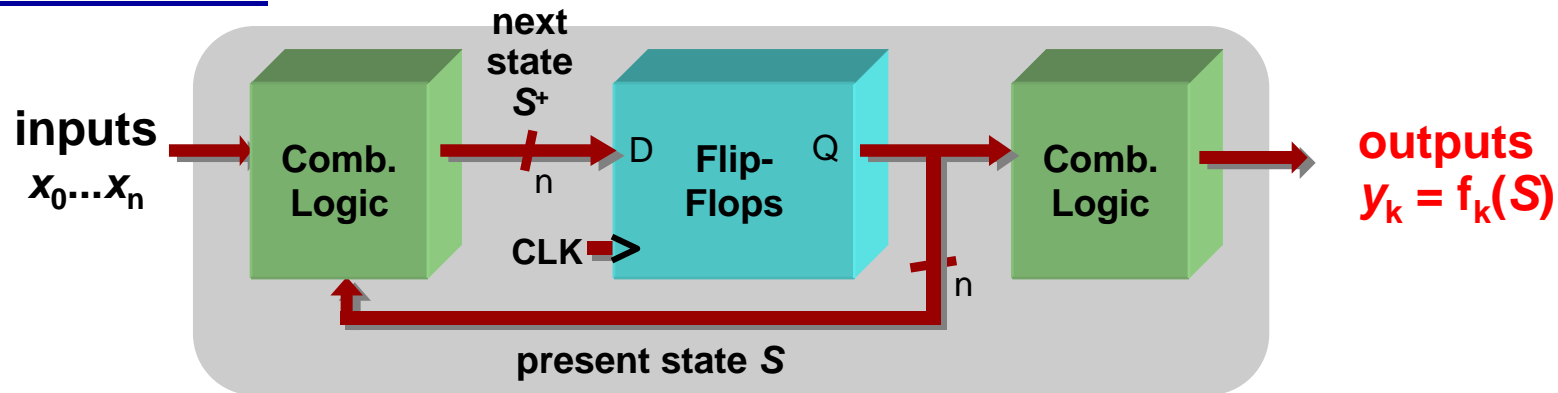 next
state
S⁺
n
inputs
x₀...xₙ
Comb.
Logic
D
Flip-
Flops
Q
CLK
n
Comb.
Logic
outputs
yₖ = fₖ(S)
present state S